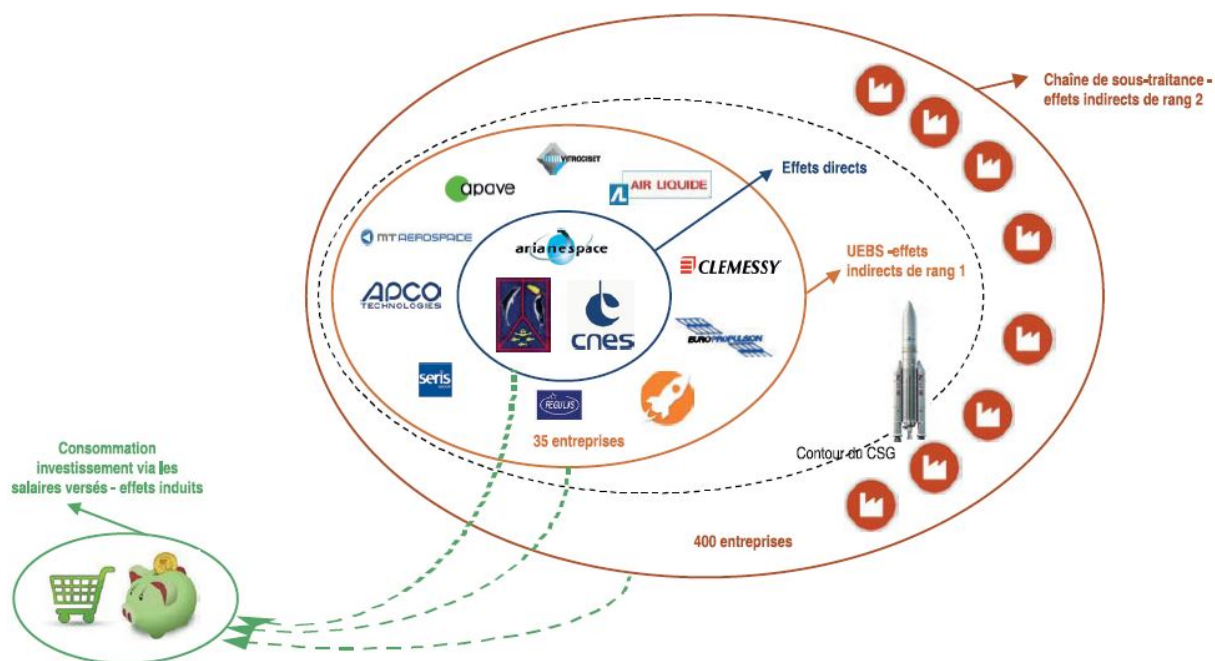 Chaîne de sous-traitance -
effets indirects de rang 2
VITROCISET
apave
AIR LIQUIDE
Effets directs
MT AEROSPACE
arianespace
CLEMESSY
UEBS -effets
indirects de rang 1
APCO
TECHNOLOGIES
cnes
EUROPROPULSION
seris
REGULUS
35 entreprises
Contour du CSG
Consommation
investissement via les
salaires versés - effets induits
400 entreprises